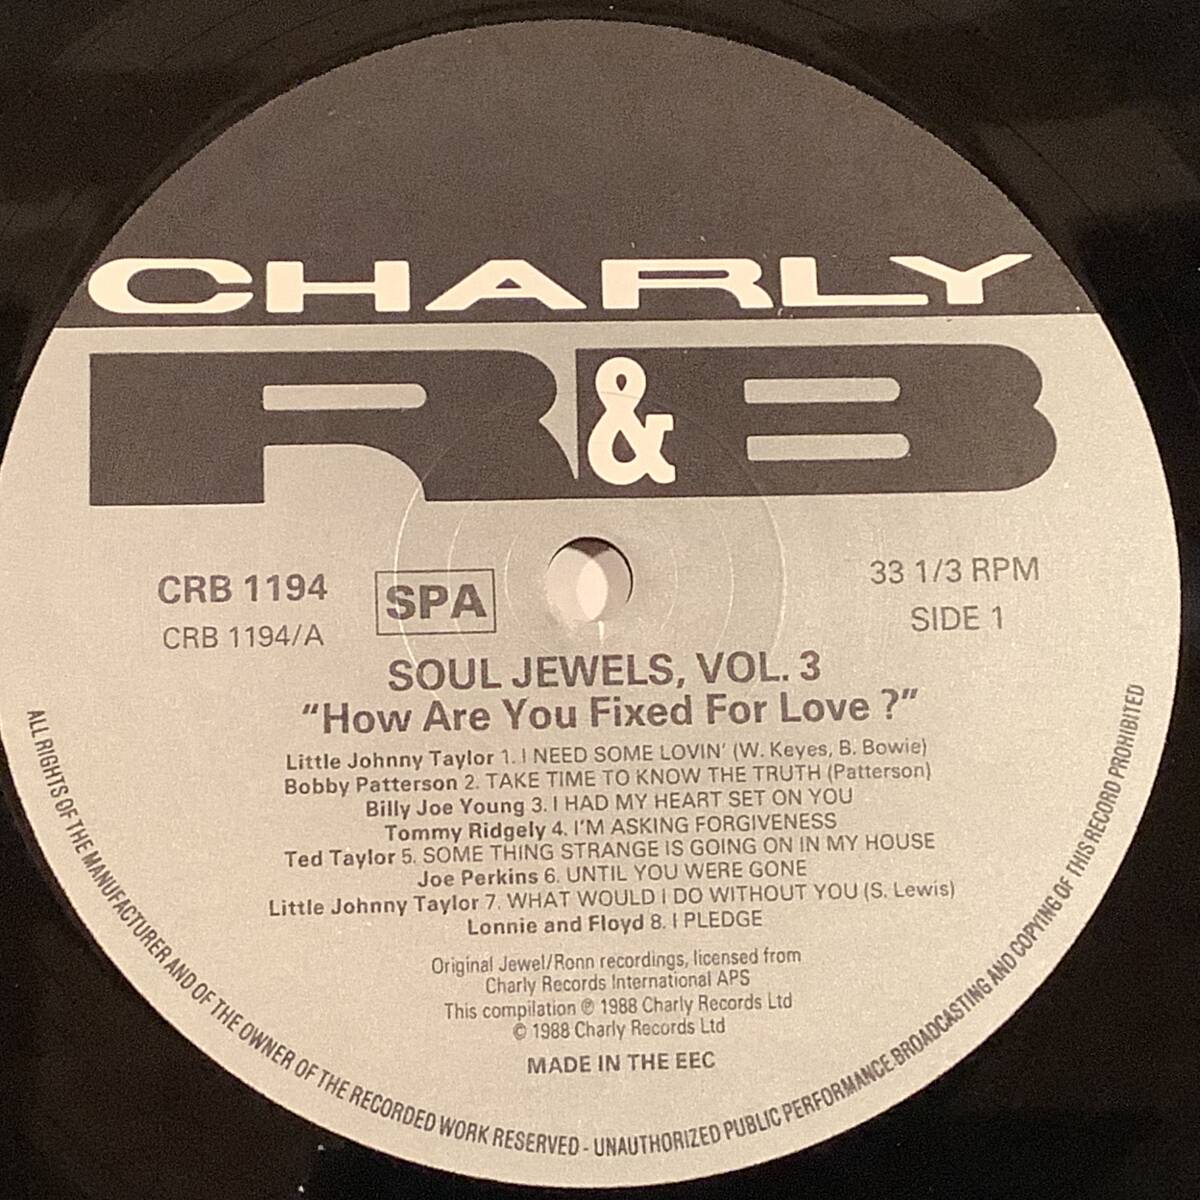 CHARLY
R&B
CRB 1194
CRB 1194/A
SPA
33 1/3 RPM
SIDE 1
SOUL JEWELS, VOL. 3
"How Are You Fixed For Love ?"
Little Johnny Taylor 1. I NEED SOME LOVIN' (W. Keyes, B. Bowie)
Bobby Patterson 2. TAKE TIME TO KNOW THE TRUTH (Patterson)
Billy Joe Young 3. I HAD MY HEART SET ON YOU
Tommy Ridgely 4. I'M ASKING FORGIVENESS
Ted Taylor 5. SOME THING STRANGE IS GOING ON IN MY HOUSE
Joe Perkins 6. UNTIL YOU WERE GONE
Little Johnny Taylor 7. WHAT WOULD I DO WITHOUT YOU (S. Lewis)
Lonnie and Floyd 8. I PLEDGE
Original Jewel/Ronn recordings, licensed from
Charly Records International APS
This compilation ℗ 1988 Charly Records Ltd
© 1988 Charly Records Ltd
MADE IN THE EEC
ALL RIGHTS OF THE MANUFACTURER AND OF THE OWNER OF THE RECORDED WORK RESERVED - UNAUTHORIZED PUBLIC PERFORMANCE.BROADCASTING AND COPYING OF THIS RECORD PROHIBITED